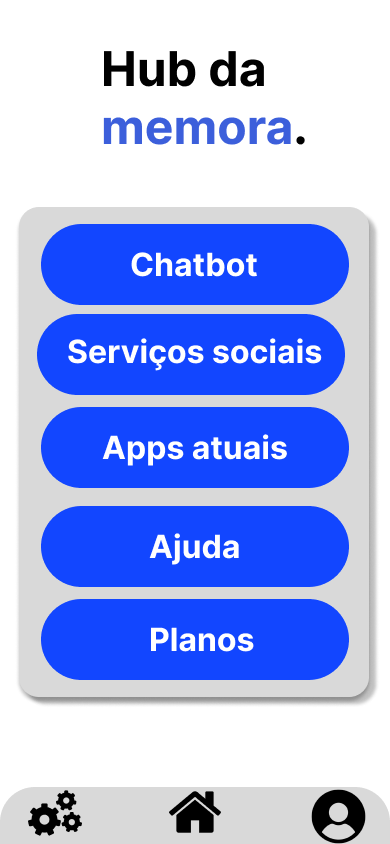 Hub da
memora.
Chatbot
Serviços sociais
Apps atuais
Ajuda
Planos